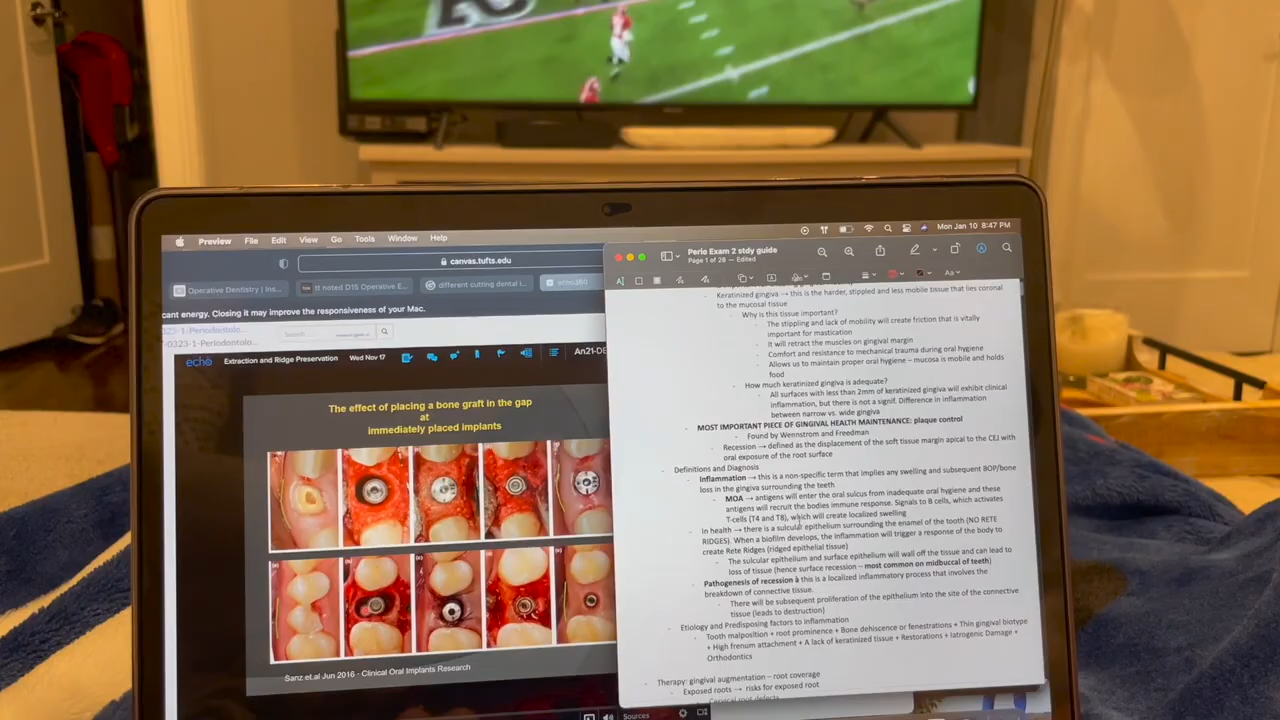 Preview File Edit View Go Tools Window Help
Mon Jan 10 8:47 PM
canvas.tufts.edu
Operative Dentistry | Ins...
tt noted D15 Operative E...
different cutting dental i...
echo360
cant energy. Closing it may improve the responsiveness of your Mac.
323-1-Periodontolo...
-0323-1-Periodontolo...
Search
echo
Extraction and Ridge Preservation Wed Nov 17
An21-DE
The effect of placing a bone graft in the gap
at
immediately placed implants
Sanz et.al Jun 2016 - Clinical Oral Implants Research
Sources
Perio Exam 2 stdy guide
Page 1 of 28 — Edited
Keratinized gingiva → this is the harder, stippled and less mobile tissue that lies coronal
to the mucosal tissue
Why is this tissue important?
The stippling and lack of mobility will create friction that is vitally
important for mastication
It will retract the muscles on gingival margin
Comfort and resistance to mechanical trauma during oral hygiene
Allows us to maintain proper oral hygiene – mucosa is mobile and holds
food
How much keratinized gingiva is adequate?
All surfaces with less than 2mm of keratinized gingiva will exhibit clinical
inflammation, but there is not a signif. Difference in inflammation
between narrow vs. wide gingiva
MOST IMPORTANT PIECE OF GINGIVAL HEALTH MAINTENANCE: plaque control
Found by Wennstrom and Freedman
Recession → defined as the displacement of the soft tissue margin apical to the CEJ with
oral exposure of the root surface
Definitions and Diagnosis
Inflammation → this is a non-specific term that implies any swelling and subsequent BOP/bone
loss in the gingiva surrounding the teeth
MOA → antigens will enter the oral sulcus from inadequate oral hygiene and these
antigens will recruit the bodies immune response. Signals to B cells, which activates
T-cells (T4 and T8), which will create localized swelling
In health → there is a sulcular epithelium surrounding the enamel of the tooth (NO RETE
RIDGES). When a biofilm develops, the inflammation will trigger a response of the body to
create Rete Ridges (ridged epithelial tissue)
The sulcular epithelium and surface epithelium will wall off the tissue and can lead to
loss of tissue (hence surface recession – most common on midbuccal of teeth)
Pathogenesis of recession à this is a localized inflammatory process that involves the
breakdown of connective tissue.
There will be subsequent proliferation of the epithelium into the site of the connective
tissue (leads to destruction)
Etiology and Predisposing factors to inflammation
Tooth malposition + root prominence + Bone dehiscence or fenestrations + Thin gingival biotype
+ High frenum attachment + A lack of keratinized tissue + Restorations + Iatrogenic Damage +
Orthodontics
Therapy: gingival augmentation – root coverage
Exposed roots → risks for exposed root
Cervical root defects